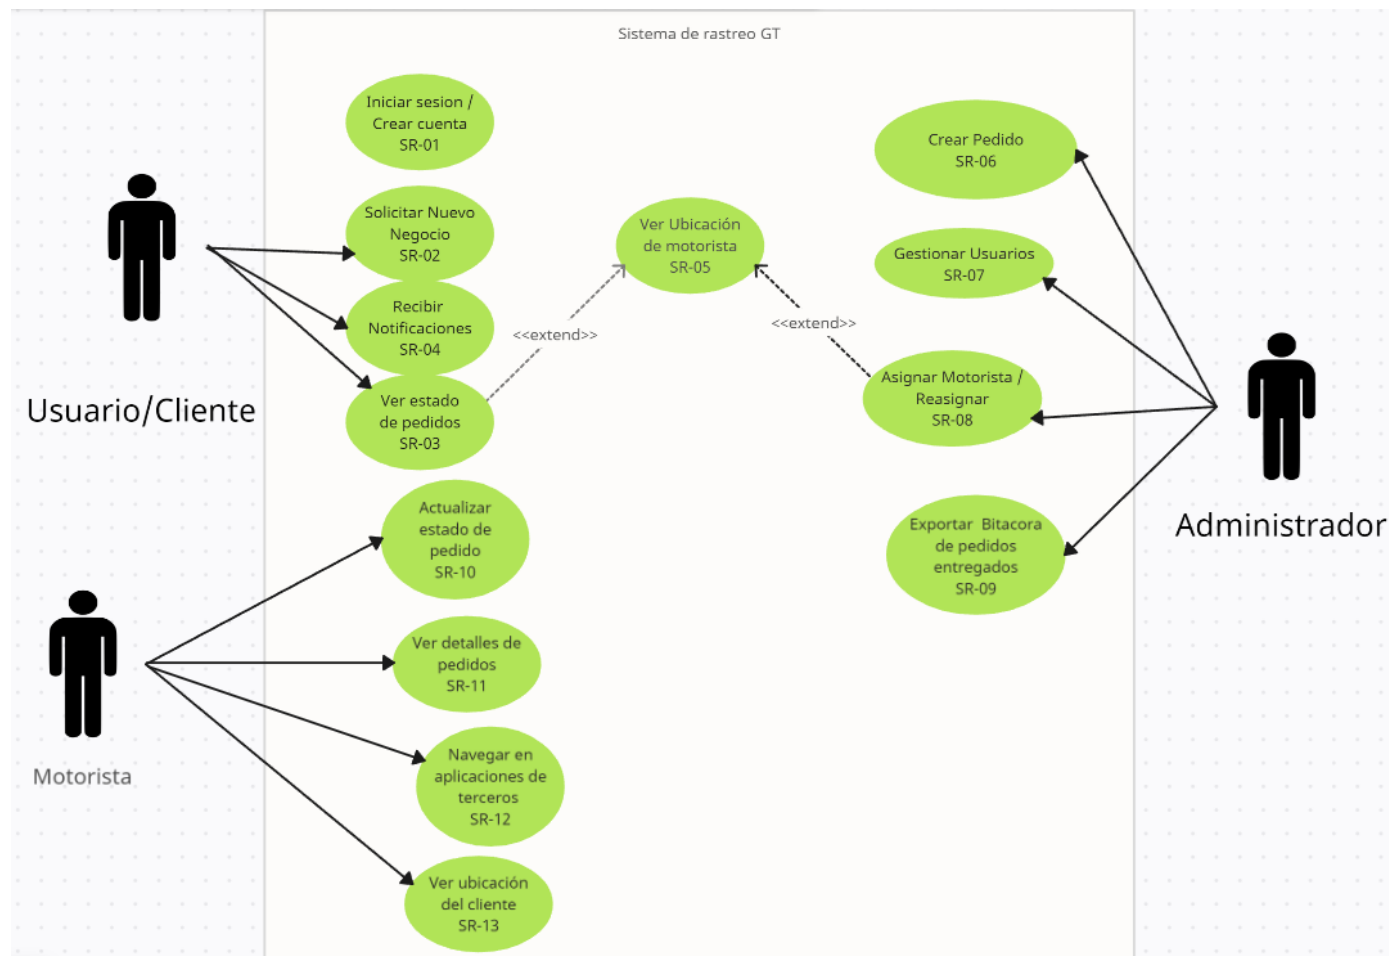 Sistema de rastreo GT
Iniciar sesion /
Crear cuenta
SR-01
Solicitar Nuevo
Negocio
SR-02
Recibir
Notificaciones
SR-04
Ver estado
de pedidos
SR-03
Usuario/Cliente
<<extend>>
Ver Ubicación
de motorista
SR-05
<<extend>>
Crear Pedido
SR-06
Gestionar Usuarios
SR-07
Asignar Motorista /
Reasignar
SR-08
Exportar  Bitacora
de pedidos
entregados
SR-09
Administrador
Actualizar
estado de
pedido
SR-10
Ver detalles de
pedidos
SR-11
Navegar en
aplicaciones de
terceros
SR-12
Ver ubicación
del cliente
SR-13
Motorista